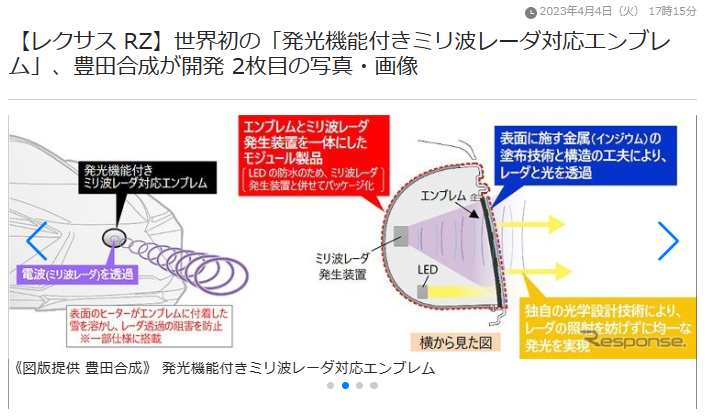 2023年4月4日（火） 17時15分
【レクサス RZ】世界初の「発光機能付きミリ波レーダ対応エンブレ
ム」、豊田合成が開発 2枚目の写真・画像
発光機能付き
ミリ波レーダ対応エンブレム
電波(ミリ波レーダ)を透過
表面のヒーターがエンブレムに付着した
雪を溶かし、レーダ透過の阻害を防止
※一部仕様に搭載
エンブレムとミリ波レーダ
発生装置を一体にした
モジュール製品
LEDの防水のため、ミリ波レーダ
発生装置と併せてパッケージ化
表面に施す金属(インジウム)の
塗布技術と構造の工夫により、
レーダと光を透過
エンブレム
ミリ波レーダ
発生装置
LED
横から見た図
独自の光学設計技術により、
レーダの照射を妨げずに均一な
発光を実現
Response.
《図版提供 豊田合成》 発光機能付きミリ波レーダ対応エンブレム